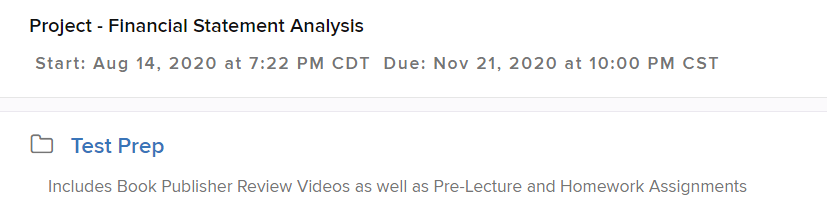 Project - Financial Statement Analysis
Start: Aug 14, 2020 at 7:22 PM CDT Due: Nov 21, 2020 at 10:00 PM CST
Test Prep
Includes Book Publisher Review Videos as well as Pre-Lecture and Homework Assignments